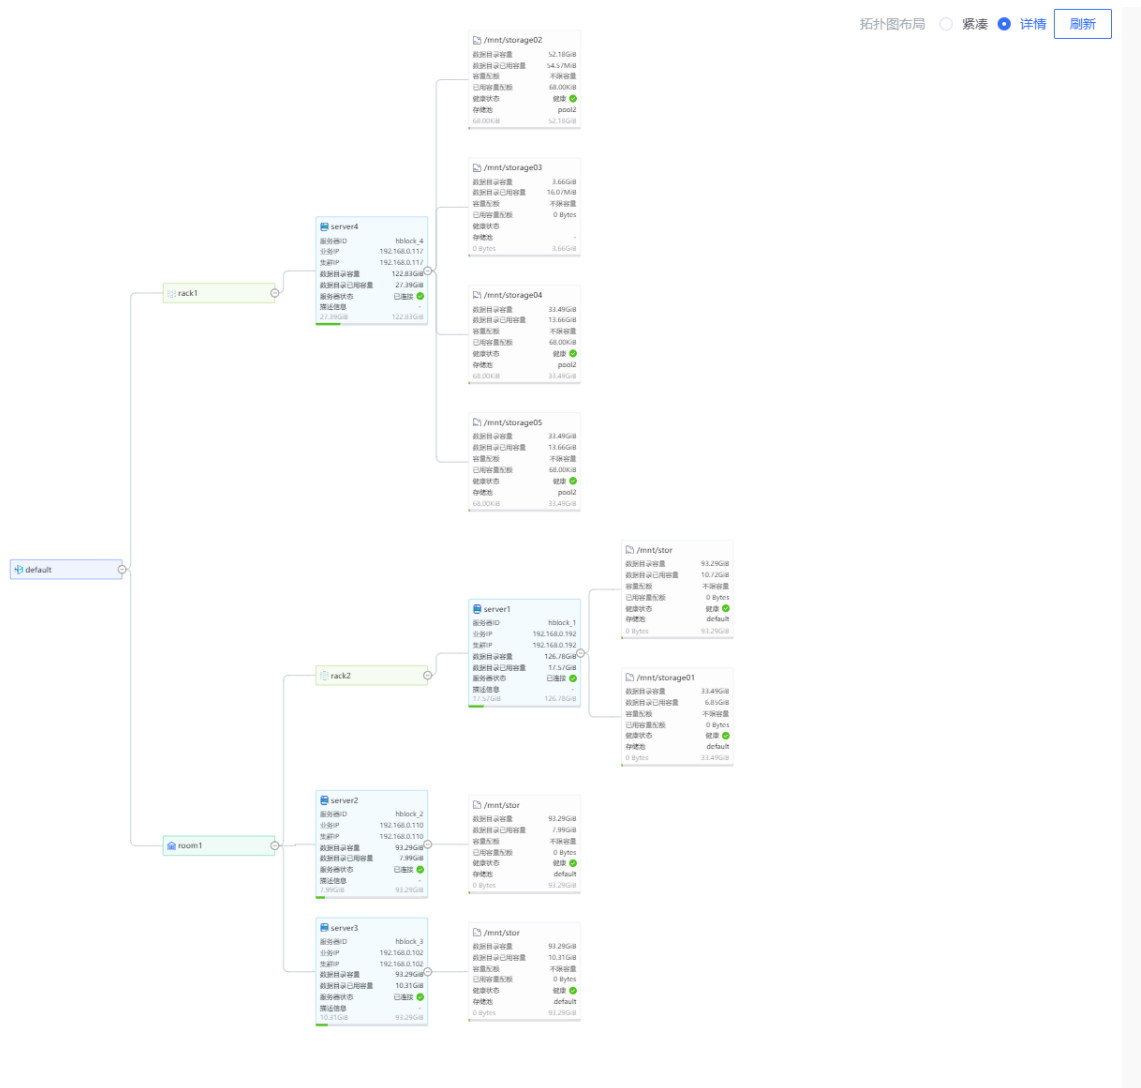 拓扑图布局 紧凑 详情 刷新
/mnt/storage02
数据目录容量 52.18GiB
数据目录已用容量 54.57MiB
容量配额 不限容量
已用容量配额 68.00KiB
健康状态 健康
存储池 pool2
68.00KiB 52.18GiB
/mnt/storage03
数据目录容量 3.66GiB
数据目录已用容量 16.07MiB
容量配额 不限容量
已用容量配额 0 Bytes
健康状态
存储池 -
0 Bytes 3.66GiB
server4
服务器ID hblock_4
业务IP 192.168.0.117
集群IP 192.168.0.117
数据目录容量 122.83GiB
数据目录已用容量 27.39GiB
服务器状态 已连接
描述信息 -
27.39GiB 122.83GiB
rack1
/mnt/storage04
数据目录容量 33.49GiB
数据目录已用容量 13.66GiB
容量配额 不限容量
已用容量配额 68.00KiB
健康状态 健康
存储池 pool2
68.00KiB 33.49GiB
/mnt/storage05
数据目录容量 33.49GiB
数据目录已用容量 13.66GiB
容量配额 不限容量
已用容量配额 68.00KiB
健康状态 健康
存储池 pool2
68.00KiB 33.49GiB
default
/mnt/stor
数据目录容量 93.29GiB
数据目录已用容量 10.72GiB
容量配额 不限容量
已用容量配额 0 Bytes
健康状态 健康
存储池 default
0 Bytes 93.29GiB
server1
服务器ID hblock_1
业务IP 192.168.0.192
集群IP 192.168.0.192
数据目录容量 126.78GiB
数据目录已用容量 17.57GiB
服务器状态 已连接
描述信息 -
17.57GiB 126.78GiB
rack2
/mnt/storage01
数据目录容量 33.49GiB
数据目录已用容量 6.85GiB
容量配额 不限容量
已用容量配额 0 Bytes
健康状态 健康
存储池 default
0 Bytes 33.49GiB
room1
server2
服务器ID hblock_2
业务IP 192.168.0.110
集群IP 192.168.0.110
数据目录容量 93.29GiB
数据目录已用容量 7.99GiB
服务器状态 已连接
描述信息 -
7.99GiB 93.29GiB
/mnt/stor
数据目录容量 93.29GiB
数据目录已用容量 7.99GiB
容量配额 不限容量
已用容量配额 0 Bytes
健康状态 健康
存储池 default
0 Bytes 93.29GiB
server3
服务器ID hblock_3
业务IP 192.168.0.102
集群IP 192.168.0.102
数据目录容量 93.29GiB
数据目录已用容量 10.31GiB
服务器状态 已连接
描述信息 -
10.31GiB 93.29GiB
/mnt/stor
数据目录容量 93.29GiB
数据目录已用容量 10.31GiB
容量配额 不限容量
已用容量配额 0 Bytes
健康状态 健康
存储池 default
0 Bytes 93.29GiB